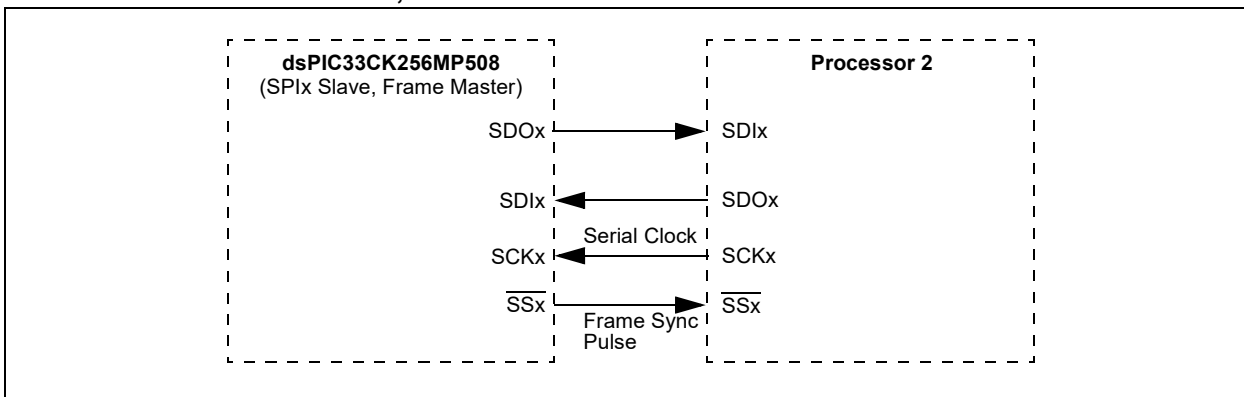 dsPIC33CK256MP508
(SPIx Slave, Frame Master)
Processor 2
SDOx
SDIx
SDIx
SDOx
Serial Clock
SCKx
SCKx
SSx
SSx
Frame Sync
Pulse